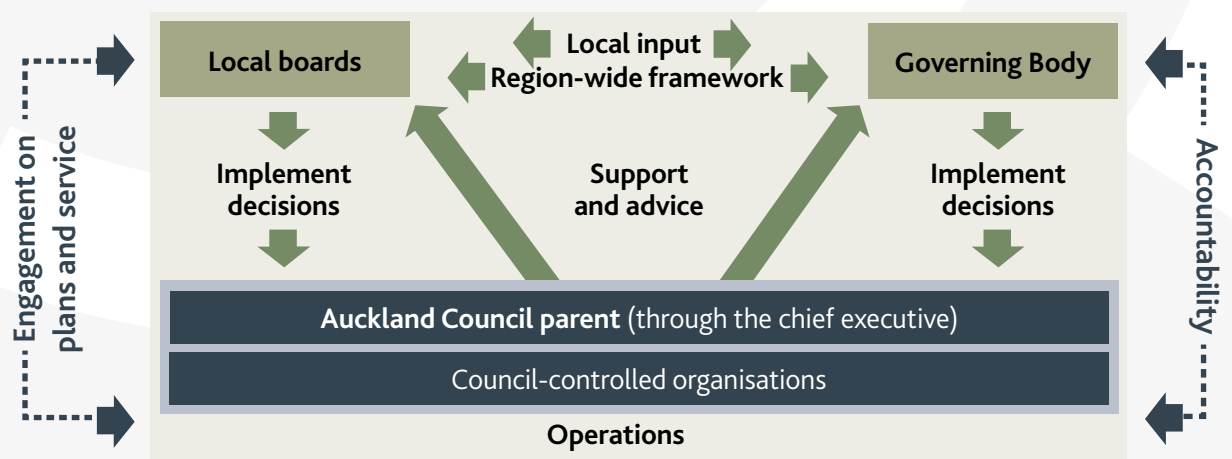 Local boards
Local input
Region-wide framework
Governing Body
Engagement on
plans and service
Implement
decisions
Support
and advice
Implement
decisions
Accountability
Auckland Council parent (through the chief executive)
Council-controlled organisations
Operations